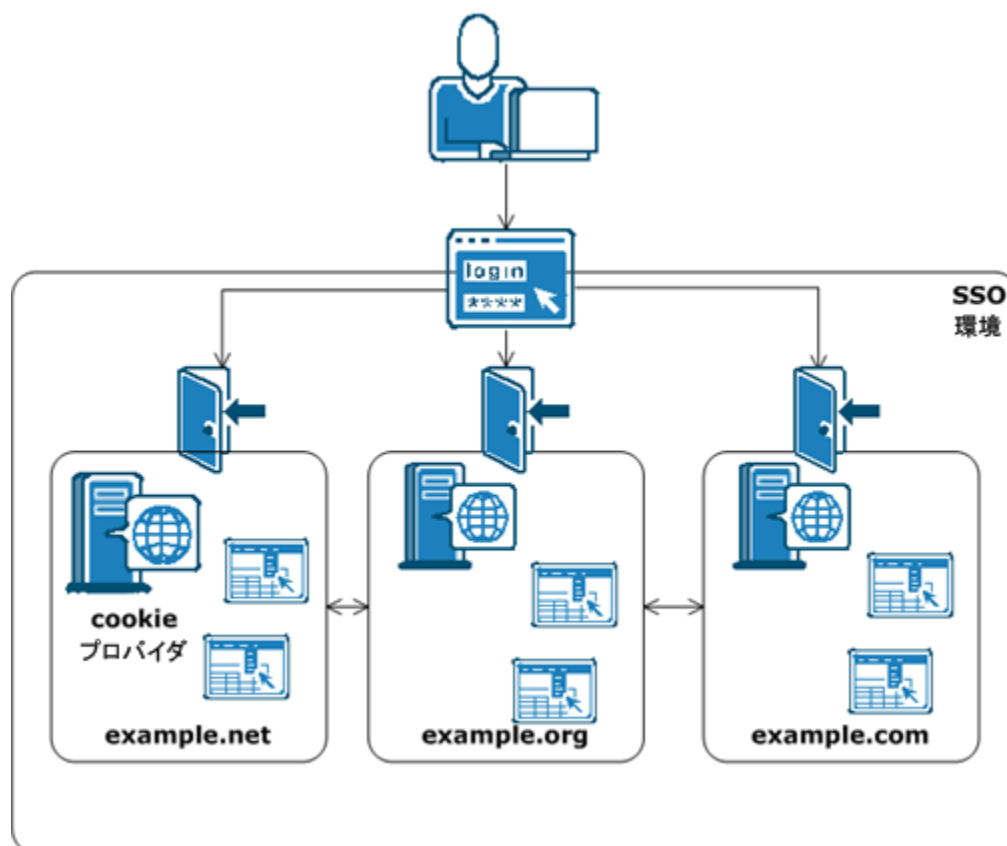 login
****
SSO
環境
cookie
プロバイダ
example.net
example.org
example.com